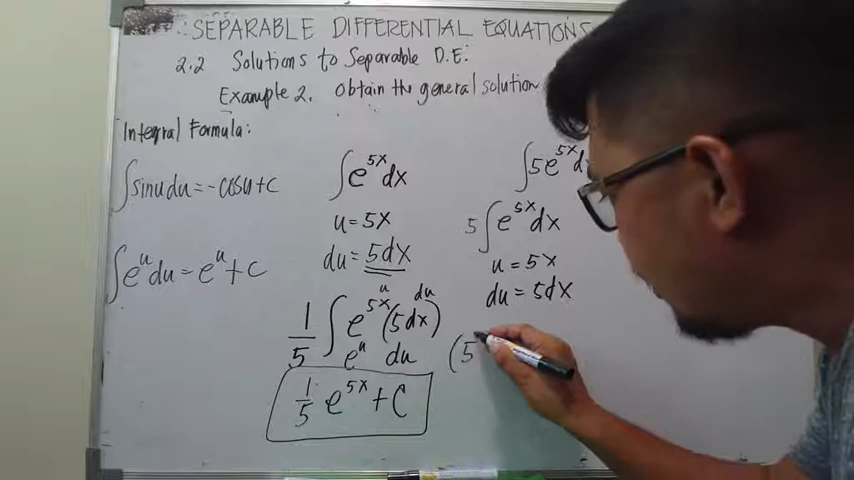 SEPARABLE DIFFERENTIAL EQUATIONS
2.2 Solutions to Separable D.E.
Example 2. Obtain the general solution
Integral Formula:
∫sinu du = -cosu + C
∫e^u du = e^u + C
∫e^{5x} dx
u = 5x
du = 5dx
u du
1/5 ∫ e^{5x} (5dx)
e^u du
1/5 e^{5x} + C
∫5e^{5x} d
5∫e^{5x} dx
u = 5x
du = 5dx
(5